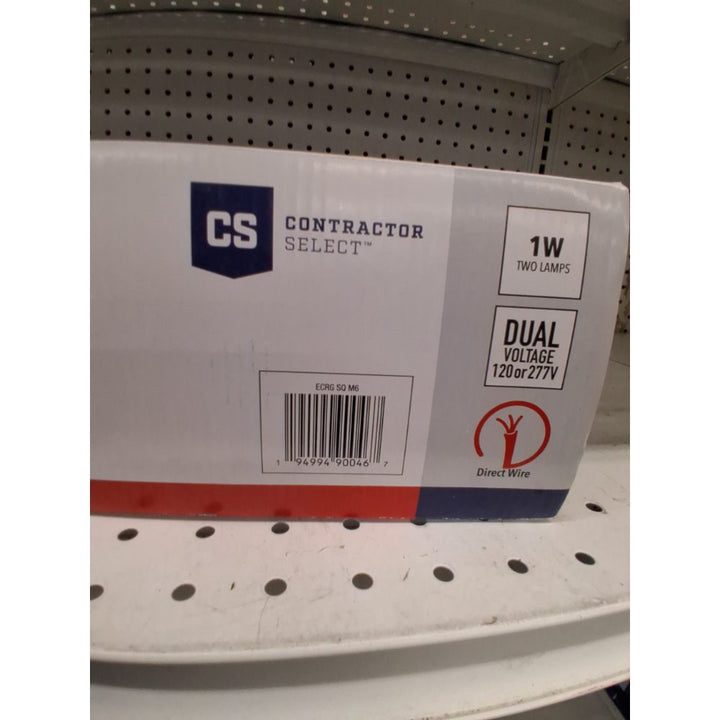 CS
CONTRACTOR
SELECT™
1W
TWO LAMPS
DUAL
VOLTAGE
120 or 277V
ECRG SQ M6
1 94994 90046 7
Direct Wire